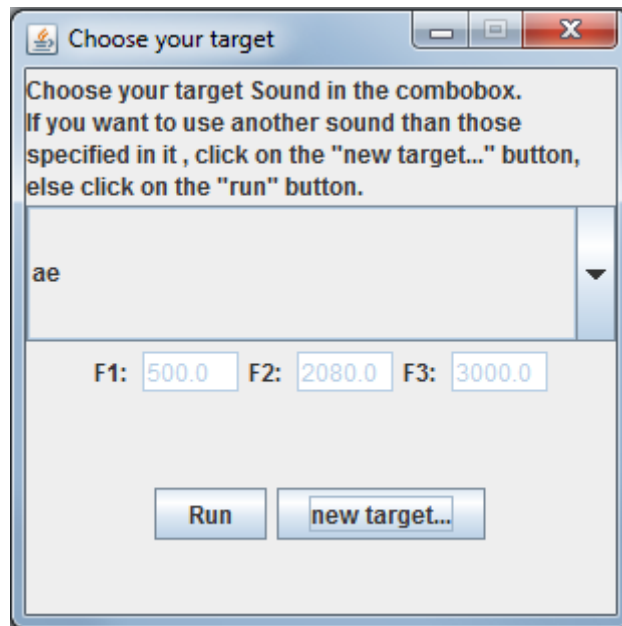 Choose your target
Choose your target Sound in the combobox.
If you want to use another sound than those
specified in it , click on the "new target..." button,
else click on the "run" button.
ae
F1: 500.0 F2: 2080.0 F3: 3000.0
Run new target...